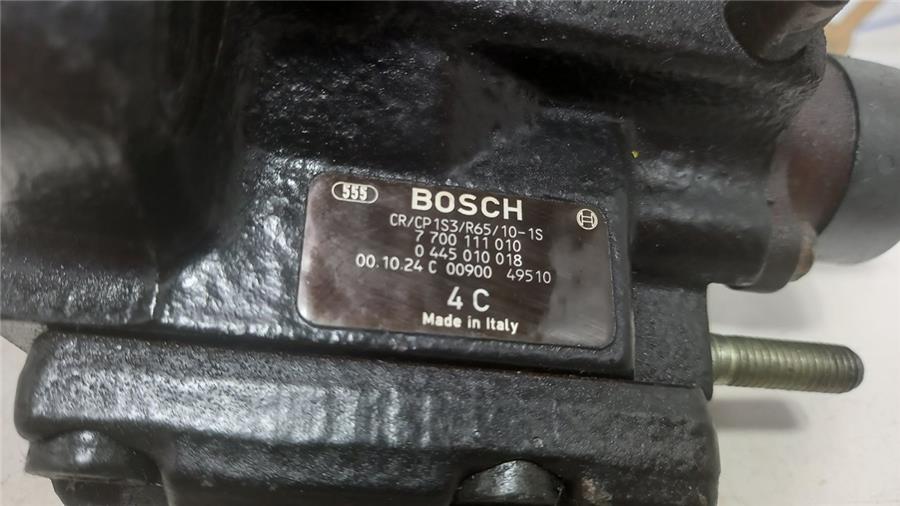 555 BOSCH
CR/CP1S3/R65/10-1S
7 700 111 010
0 445 010 018
00.10.24 C 00900 49510
4 C
Made in Italy